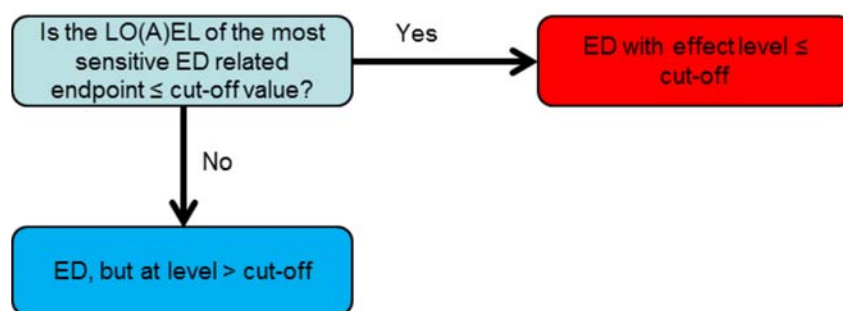 Is the LO(A)EL of the most
sensitive ED related
endpoint ≤ cut-off value?
Yes
ED with effect level ≤
cut-off
No
ED, but at level > cut-off